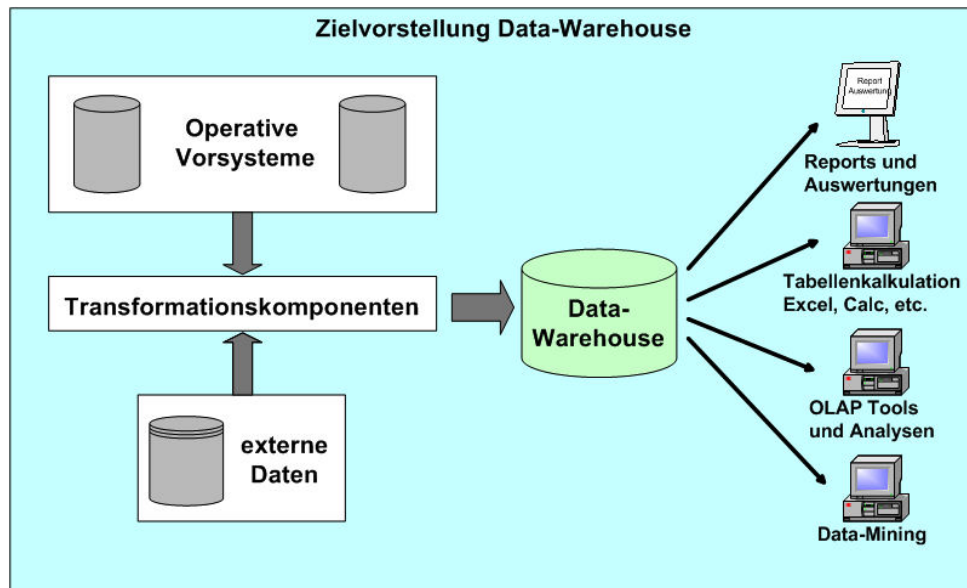 Zielvorstellung Data-Warehouse
Operative
Vorsysteme
Transformationskomponenten
externe
Daten
Data-
Warehouse
Report
Auswertung
Reports und
Auswertungen
Tabellenkalkulation
Excel, Calc, etc.
OLAP Tools
und Analysen
Data-Mining